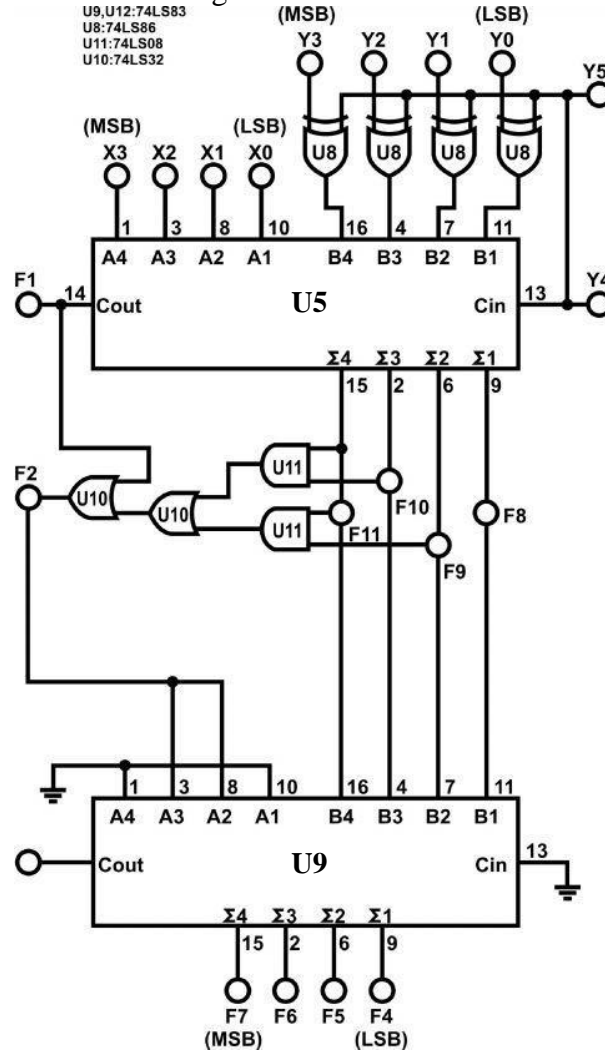 U9,U12:74LS83
U8:74LS86
U11:74LS08
U10:74LS32
(MSB) (LSB)
Y3 Y2 Y1 Y0
Y5
U8 U8 U8 U8
(MSB) (LSB)
X3 X2 X1 X0
1 3 8 10 16 4 7 11
A4 A3 A2 A1 B4 B3 B2 B1
F1 14 Cout U5 Cin 13 Y4
Σ4 Σ3 Σ2 Σ1
15 2 6 9
U11
F2 U10 U10 F10
U11 F11 F8
F9
1 3 8 10 16 4 7 11
A4 A3 A2 A1 B4 B3 B2 B1
Cout U9 Cin 13
Σ4 Σ3 Σ2 Σ1
15 2 6 9
F7 F6 F5 F4
(MSB) (LSB)